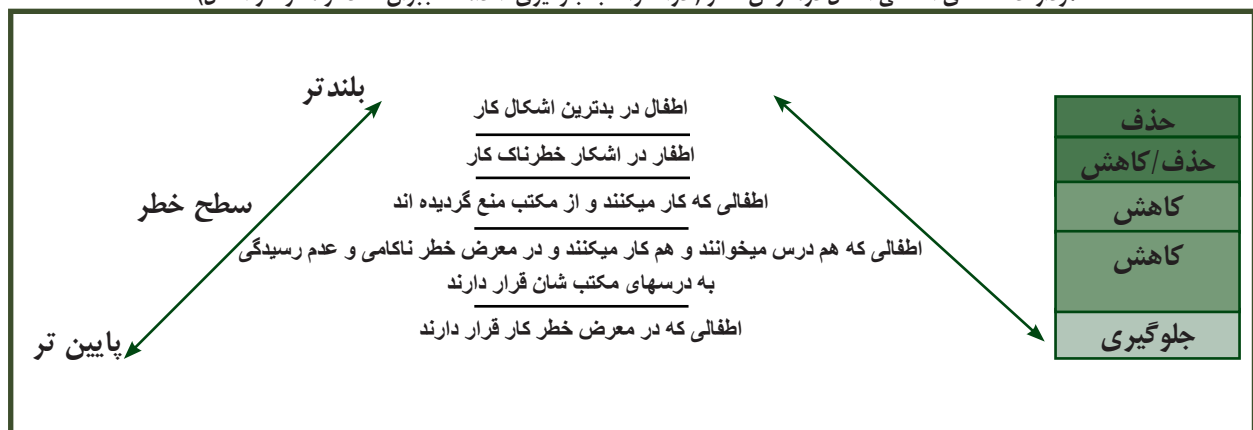 بلندتر
سطح خطر
پایین تر
اطفال در بدترین اشکال کار
اطفار در اشکار خطرناک کار
اطفالی که کار میکنند و از مکتب منع گردیده اند
اطفالی که هم درس میخوانند و هم کار میکنند و در معرض خطر ناکامی و عدم رسیدگی
به درسهای مکتب شان قرار دارند
اطفالی که در معرض خطر کار قرار دارند
حذف
حذف/کاهش
کاهش
کاهش
جلوگیری